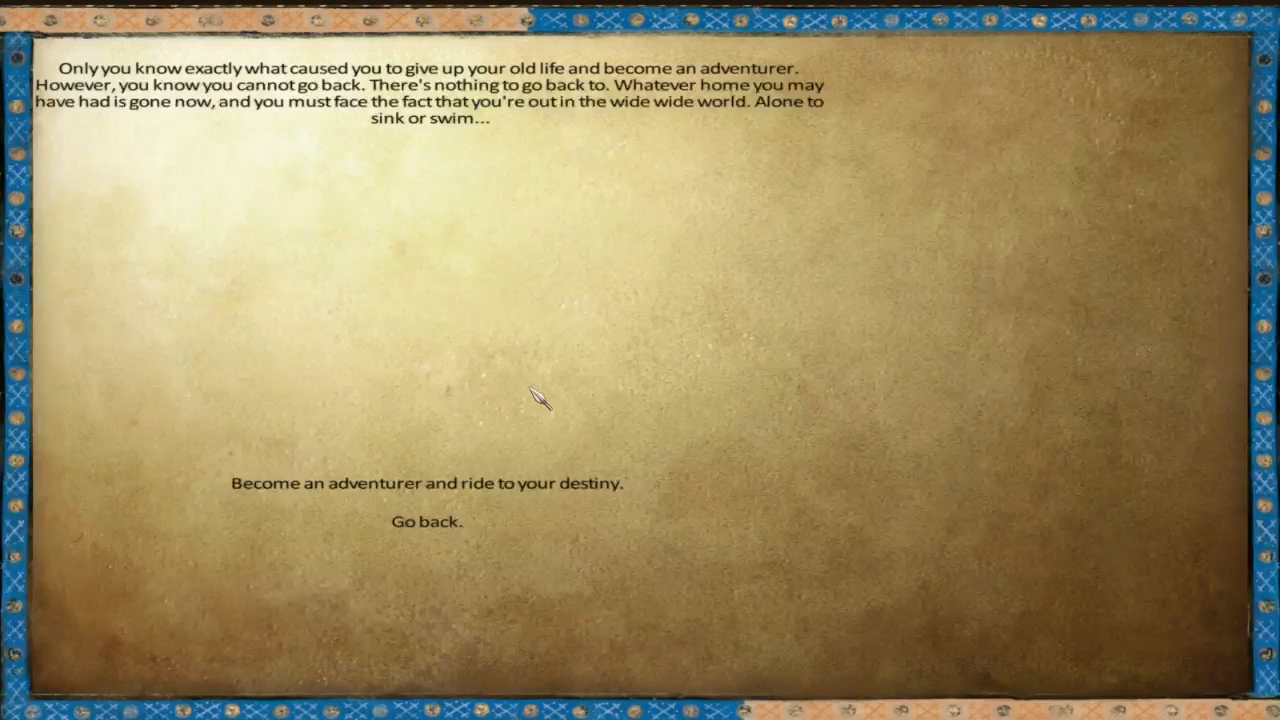 Only you know exactly what caused you to give up your old life and become an adventurer.
However, you know you cannot go back. There's nothing to go back to. Whatever home you may
have had is gone now, and you must face the fact that you're out in the wide wide world. Alone to
sink or swim...
Become an adventurer and ride to your destiny.
Go back.